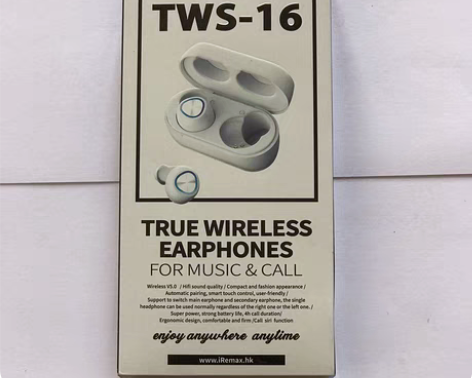 TWS-16
TRUE WIRELESS
EARPHONES
FOR MUSIC & CALL
Wireless V5.0 / Hifi sound quality / Compact and fashion appearance /
Automatic pairing, smart touch control, user-friendly /
Support to switch main earphone and secondary earphone, the single
headphone can be used normally regardless of the right one or the left one. /
Super power, strong battery life, 4h call duration/
Ergonomic design, comfortable and firm /Call siri function
enjoy anywhere anytime
www.iRemax.hk